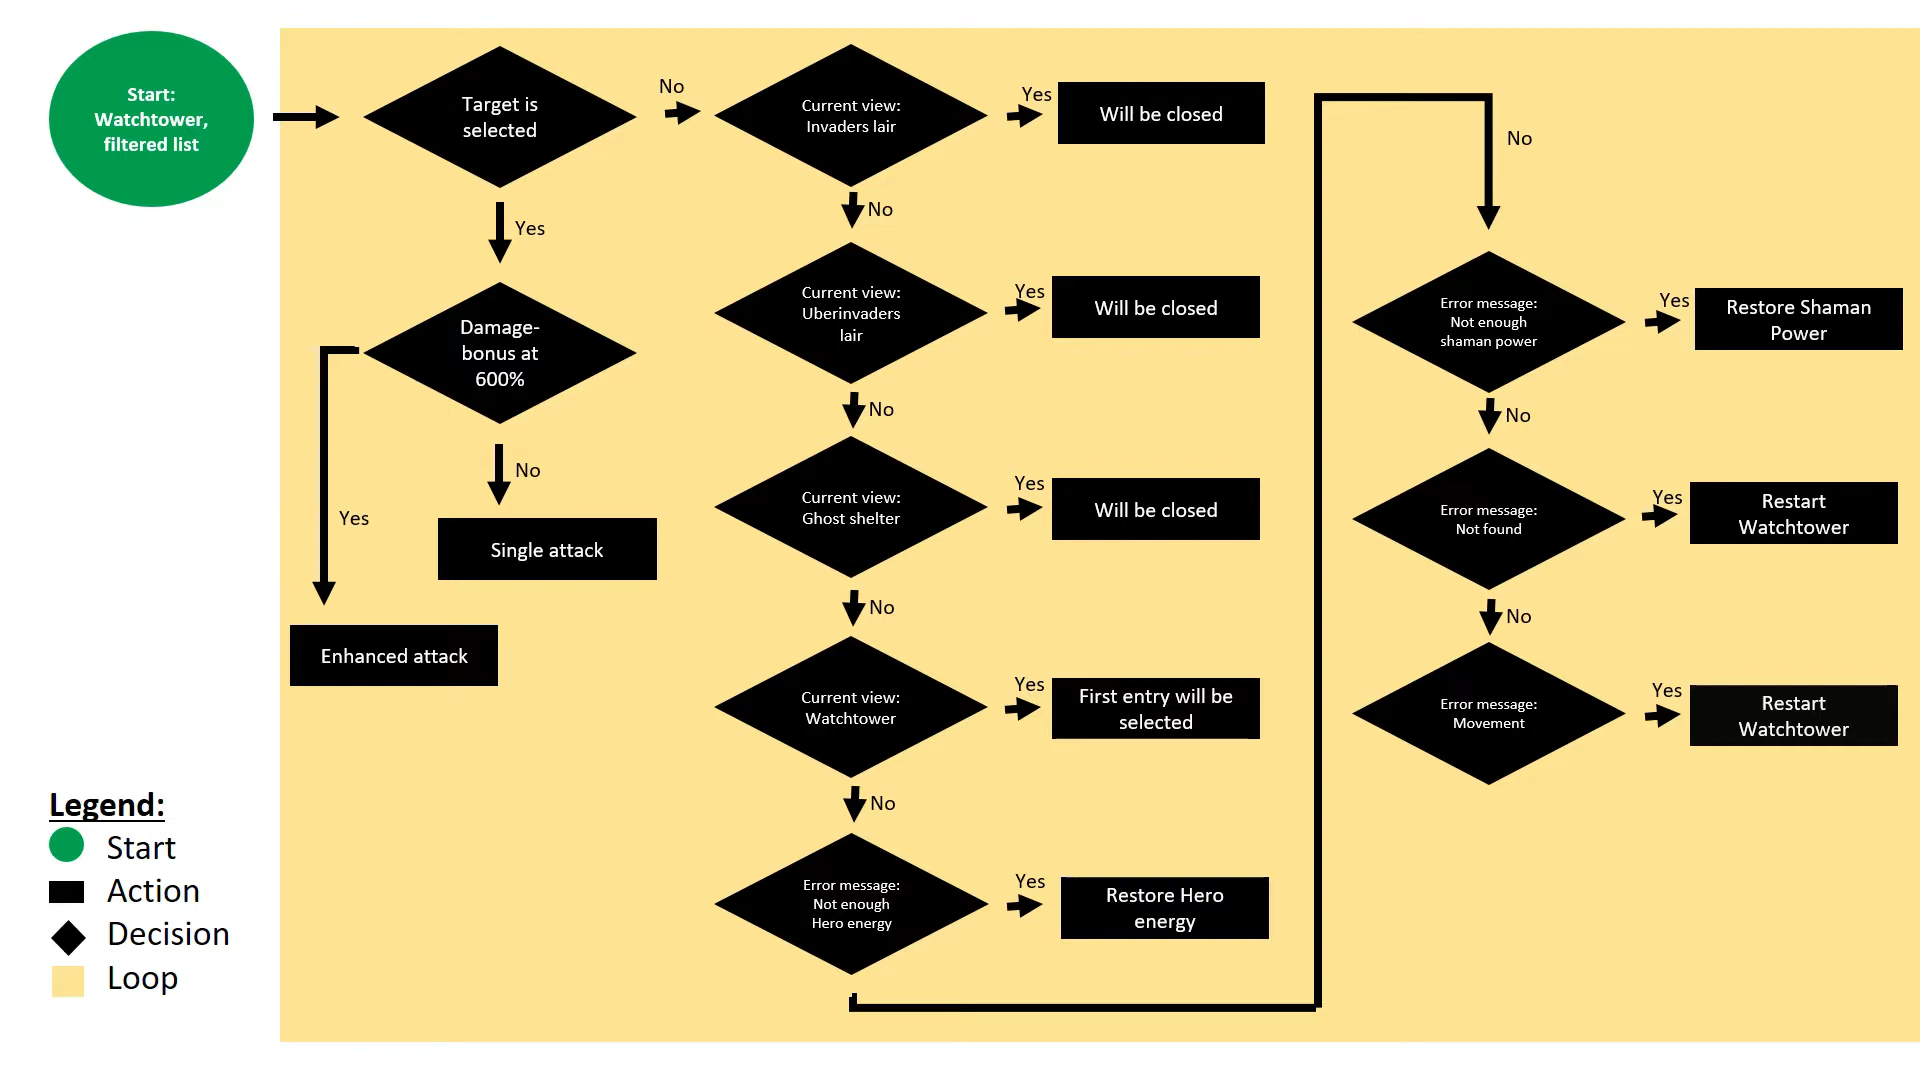 Start:
Watchtower,
filtered list
Target is
selected
No
Yes
Damage-
bonus at
600%
Yes
No
Single attack
Enhanced attack
Current view:
Invaders lair
Yes
Will be closed
No
Current view:
Uberinvaders
lair
Yes
Will be closed
No
Current view:
Ghost shelter
Yes
Will be closed
No
Current view:
Watchtower
Yes
First entry will be
selected
No
Error message:
Not enough
Hero energy
Yes
Restore Hero
energy
No
Error message:
Not enough
shaman power
Yes
Restore Shaman
Power
No
Error message:
Not found
Yes
Restart
Watchtower
No
Error message:
Movement
Yes
Restart
Watchtower
Legend:
Start
Action
Decision
Loop